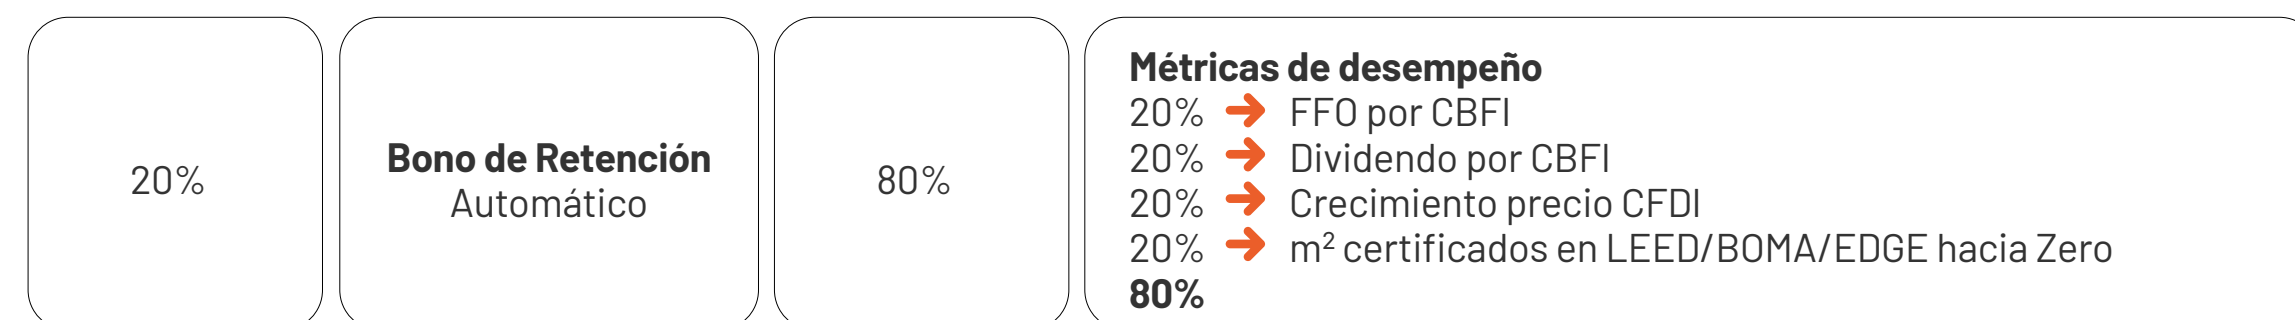 20%
Bono de Retención
Automático
80%
Métricas de desempeño
20% ➔ FFO por CBFI
20% ➔ Dividendo por CBFI
20% ➔ Crecimiento precio CFDI
20% ➔ m² certificados en LEED/BOMA/EDGE hacia Zero
80%